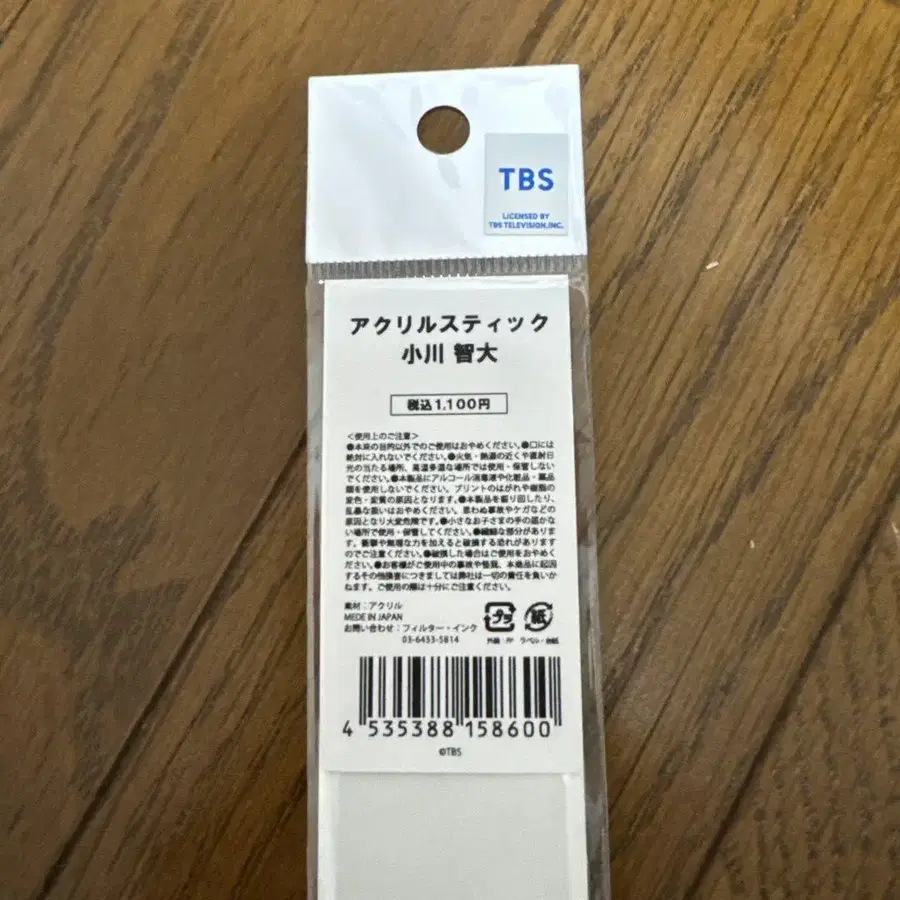 TBS
LICENSED BY
TBS TELEVISION,INC.
アクリルスティック
小川 智大
税込1,100円
<使用上のご注意>
●本来の目的以外でのご使用はおやめください。●口には
絶対に入れないでください。●火気・熱源の近くや直射日
光の当たる場所、高温多湿な場所では使用・保管しない
でください。●本製品にアルコール消毒液や化粧品・薬品
類を使用しないでください。プリントのはがれや樹脂の
変色・変質の原因となります。●本製品を振り回したり、
乱暴な扱いはおやめください。思わぬ事故やケガなどの
原因となり大変危険です。●小さなお子さまの手の届かない
い場所で使用・保管してください。●繊細な部分がありま
す。衝撃や無理な力を加えると破損する恐れがあります
のでご注意ください。●破損した場合はご使用をおやめく
ださい。●お客様がご使用中の事故や怪我、本商品に起因
するその他損害につきましては弊社は一切の責任を負いか
ねます。ご使用の際は十分にご注意ください。
素材：アクリル
MEDE IN JAPAN
お問い合わせ：フィルター・インク
03-6433-5814
プラ 紙
外袋：PP ラベル・台紙
4 535388 158600
©TBS